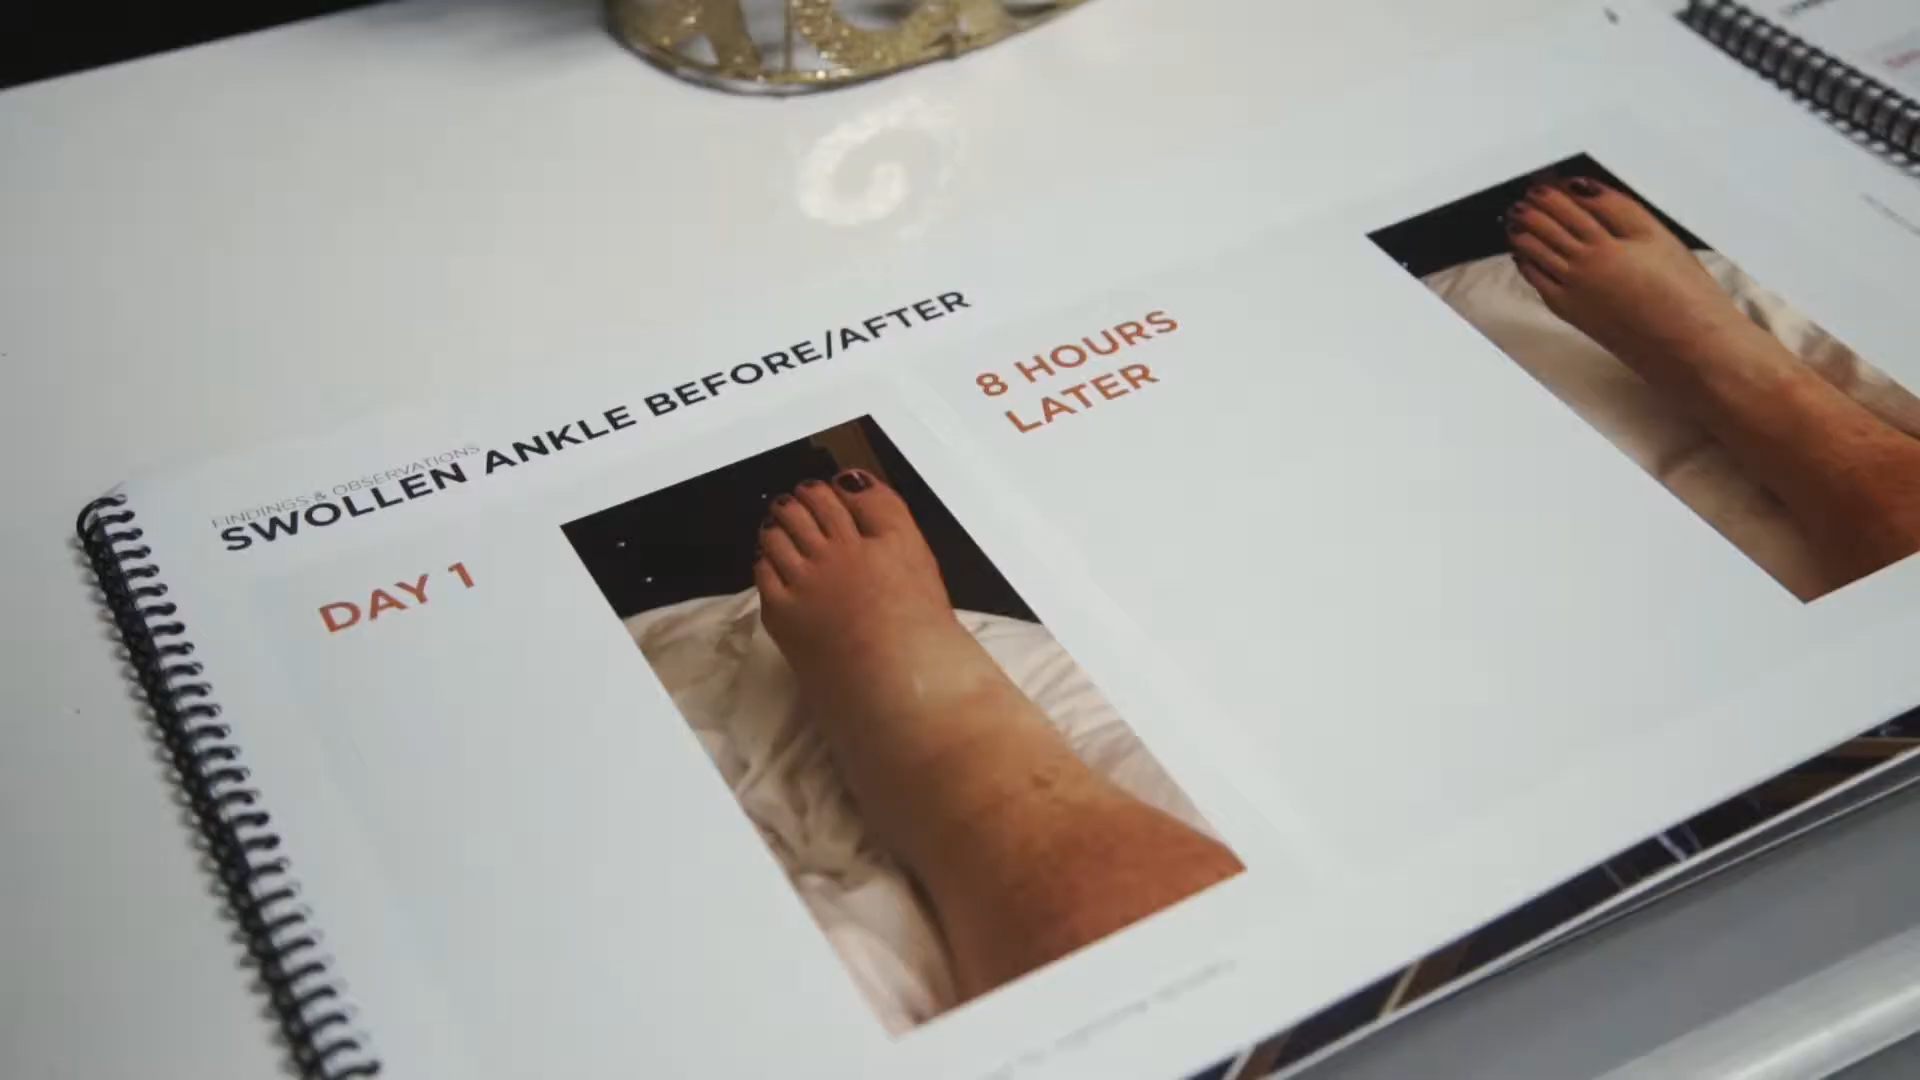 FINDINGS & OBSERVATIONS
SWOLLEN ANKLE BEFORE/AFTER
DAY 1
8 HOURS
LATER